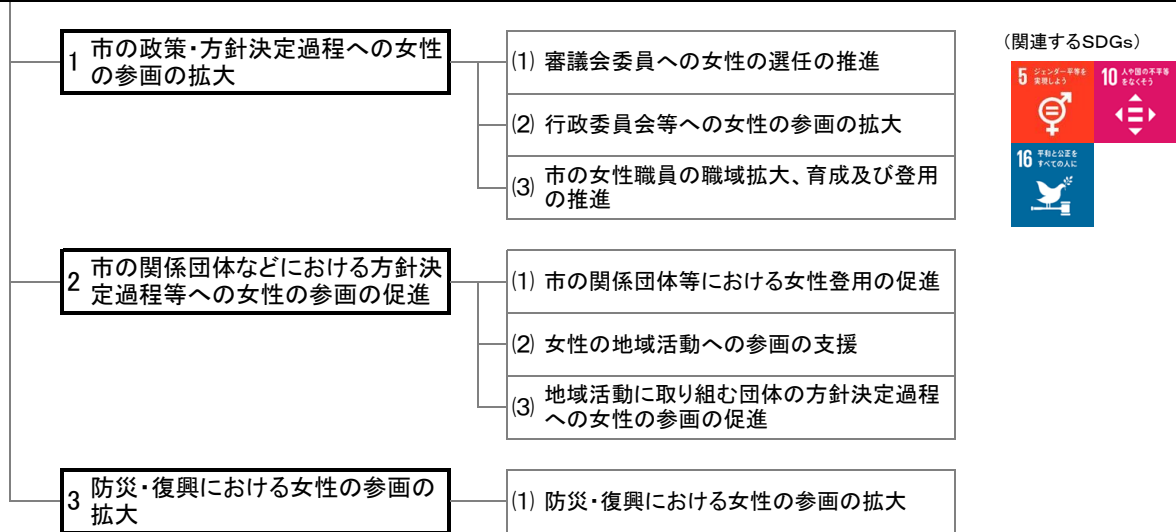 1 市の政策・方針決定過程への女性
の参画の拡大
(1) 審議会委員への女性の選任の推進
(2) 行政委員会等への女性の参画の拡大
(3) 市の女性職員の職域拡大、育成及び登用
の推進
(関連するSDGs)
5 ジェンダー平等を
実現しよう
10 人や国の不平等
をなくそう
16 平和と公正を
すべての人に
2 市の関係団体などにおける方針決
定過程等への女性の参画の促進
(1) 市の関係団体等における女性登用の促進
(2) 女性の地域活動への参画の支援
(3) 地域活動に取り組む団体の方針決定過程
への女性の参画の促進
3 防災・復興における女性の参画の
拡大
(1) 防災・復興における女性の参画の拡大